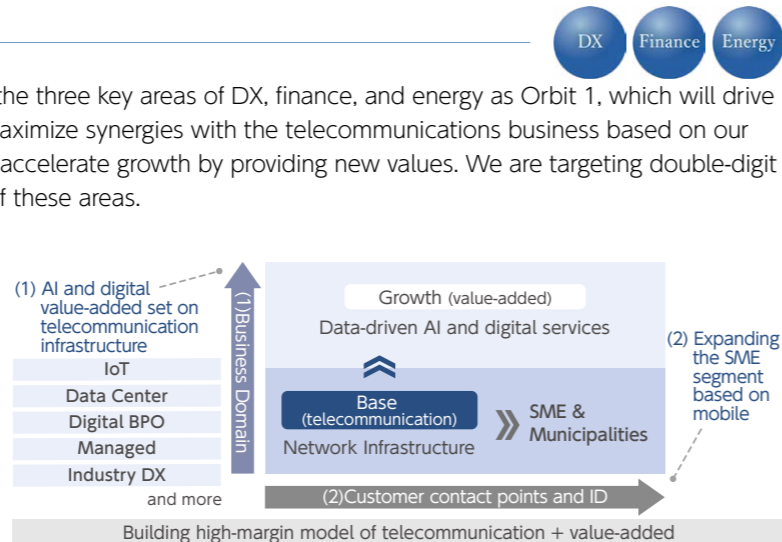 DX Finance Energy
the three key areas of DX, finance, and energy as Orbit 1, which will drive
aximize synergies with the telecommunications business based on our
accelerate growth by providing new values. We are targeting double-digit
f these areas.
(1) AI and digital
value-added set on
telecommunication
infrastructure
IoT
Data Center
Digital BPO
Managed
Industry DX
and more
(1)Business Domain
Growth (value-added)
Data-driven AI and digital services
Base
(telecommunication)
Network Infrastructure
SME &
Municipalities
(2) Expanding
the SME
segment
based on
mobile
(2)Customer contact points and ID
Building high-margin model of telecommunication + value-added